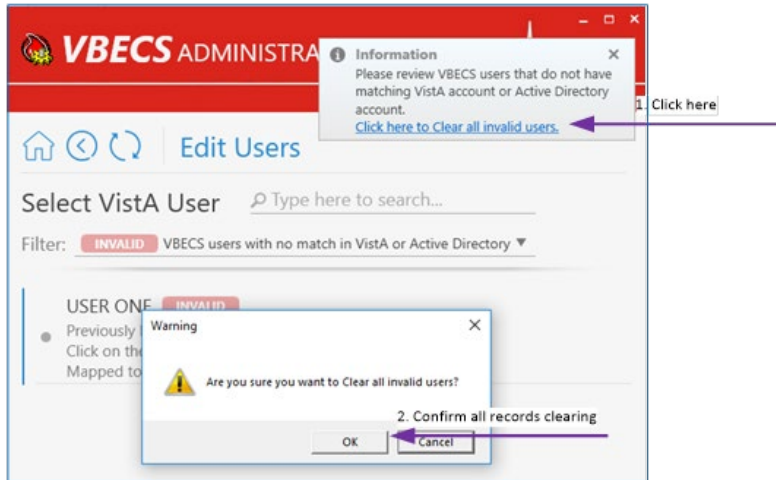 VBECS ADMINISTRA
Information
Please review VBECS users that do not have
matching VistA account or Active Directory
account.
Click here to Clear all invalid users.
1. Click here
Edit Users
Select VistA User
Type here to search...
Filter: INVALID VBECS users with no match in VistA or Active Directory
USER ONE INVALID
Previously
Click on the
Mapped to
Warning
Are you sure you want to Clear all invalid users?
2. Confirm all records clearing
OK
Cancel